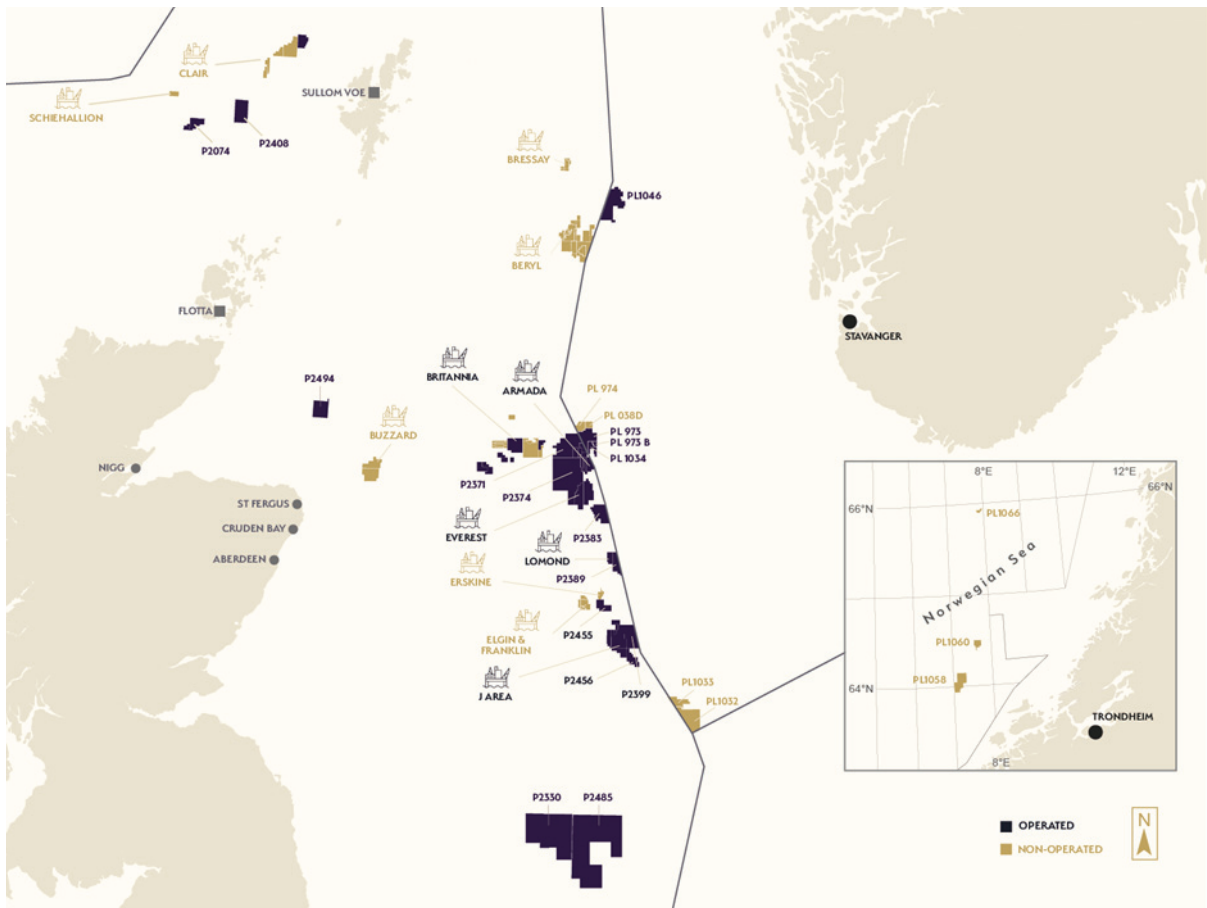 CLAIR
SULLOM VOE
SCHIEHALLION
P2074
P2408
BRESSAY
PL1046
BERYL
FLOTTA
STAVANGER
BRITANNIA
ARMADA
P2494
PL 974
PL 038D
PL 973
PL 973 B
PL 1034
BUZZARD
NIGG
P2371
P2374
ST FERGUS
CRUDEN BAY
ABERDEEN
EVEREST
P2383
LOMOND
P2389
ERSKINE
ELGIN &
FRANKLIN
P2455
J AREA
P2456
P2399
PL1033
PL1032
8°E
12°E
66°N
66°N
PL1066
Norwegian Sea
PL1060
PL1058
64°N
TRONDHEIM
8°E
P2330
P2485
OPERATED
NON-OPERATED
N